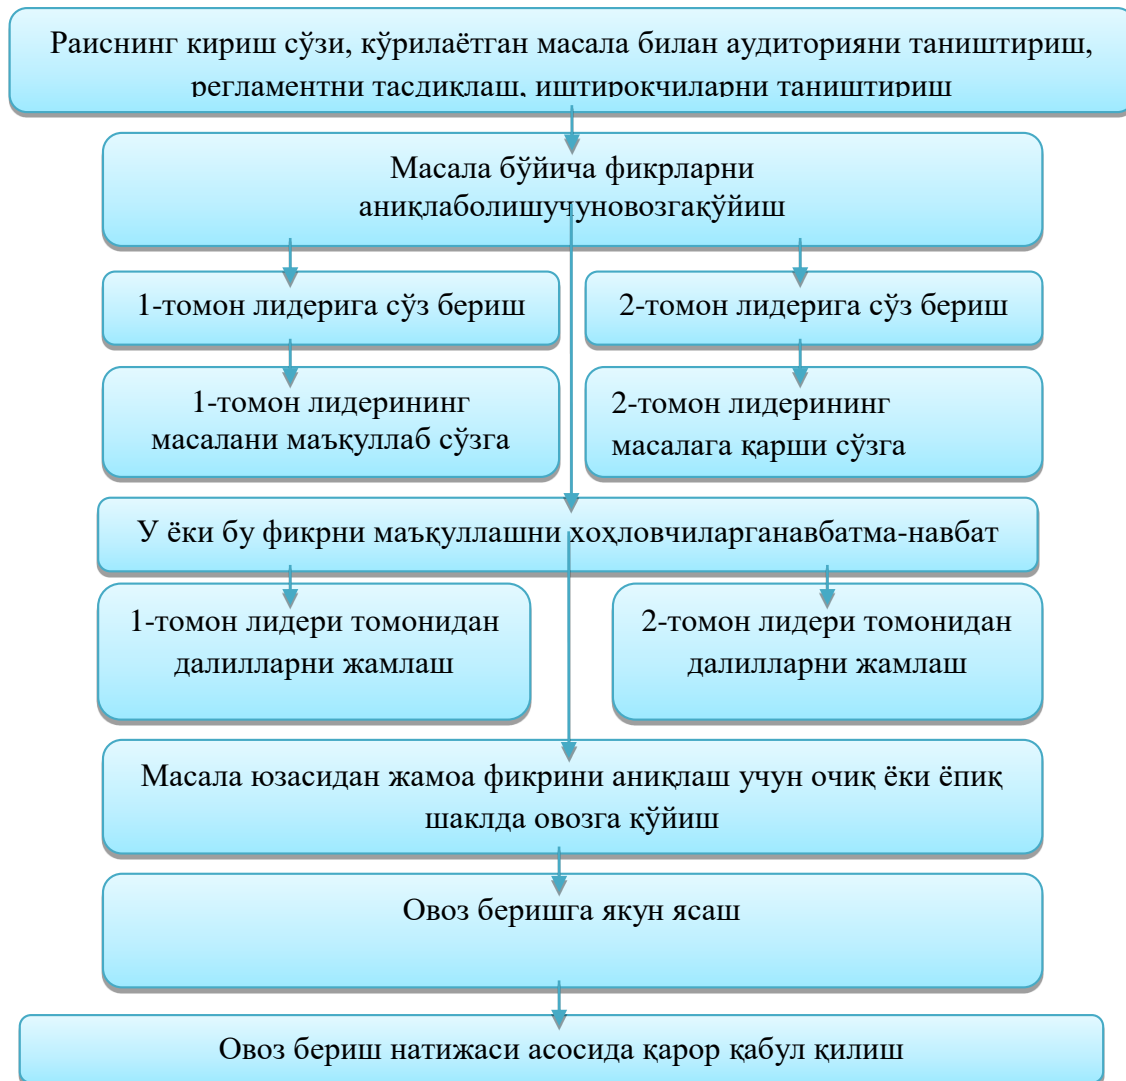 Раиснинг кириш сўзи, кўрилаётган масала билан аудиторияни таништириш,
регламентни тасдиқлаш, иштирокчиларни таништириш
Масала бўйича фикрларни
аниқлаболишучуновозгақўйиш
1-томон лидерига сўз бериш
2-томон лидерига сўз бериш
1-томон лидерининг
масалани маъқуллаб сўзга
2-томон лидерининг
масалага қарши сўзга
У ёки бу фикрни маъқуллашни хоҳловчиларганавбатма-навбат
1-томон лидери томонидан
далилларни жамлаш
2-томон лидери томонидан
далилларни жамлаш
Масала юзасидан жамоа фикрини аниқлаш учун очиқ ёки ёпиқ
шаклда овозга қўйиш
Овоз беришга якун ясаш
Овоз бериш натижаси асосида қарор қабул қилиш